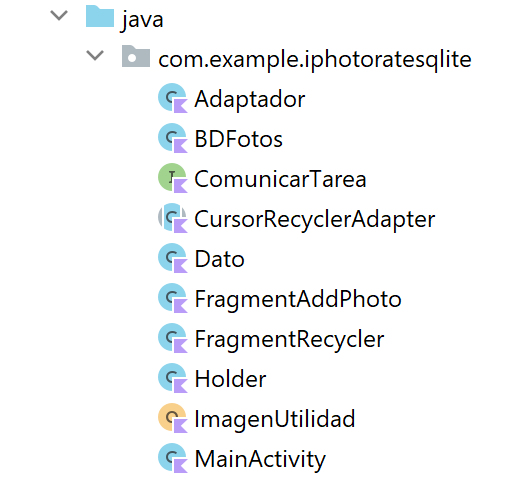 java
com.example.iphotoratesqlite
C Adaptador
C BDFotos
I ComunicarTarea
C CursorRecyclerAdapter
C Dato
C FragmentAddPhoto
C FragmentRecycler
C Holder
O ImagenUtilidad
C MainActivity